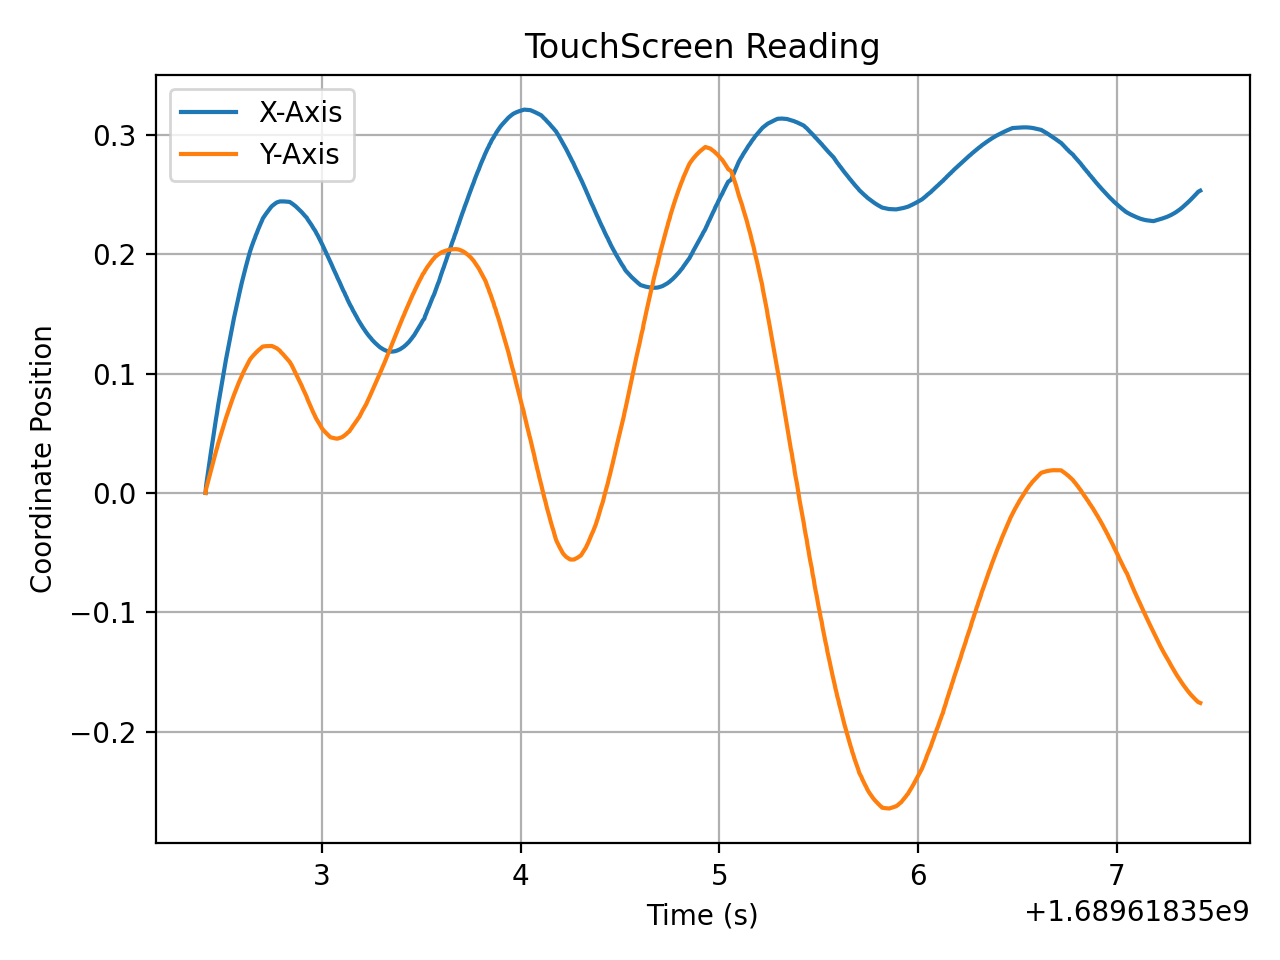 TouchScreen Reading
X-Axis
Y-Axis
Coordinate Position
0.3
0.2
0.1
0.0
−0.1
−0.2
3 4 5 6 7
Time (s)
+1.68961835e9